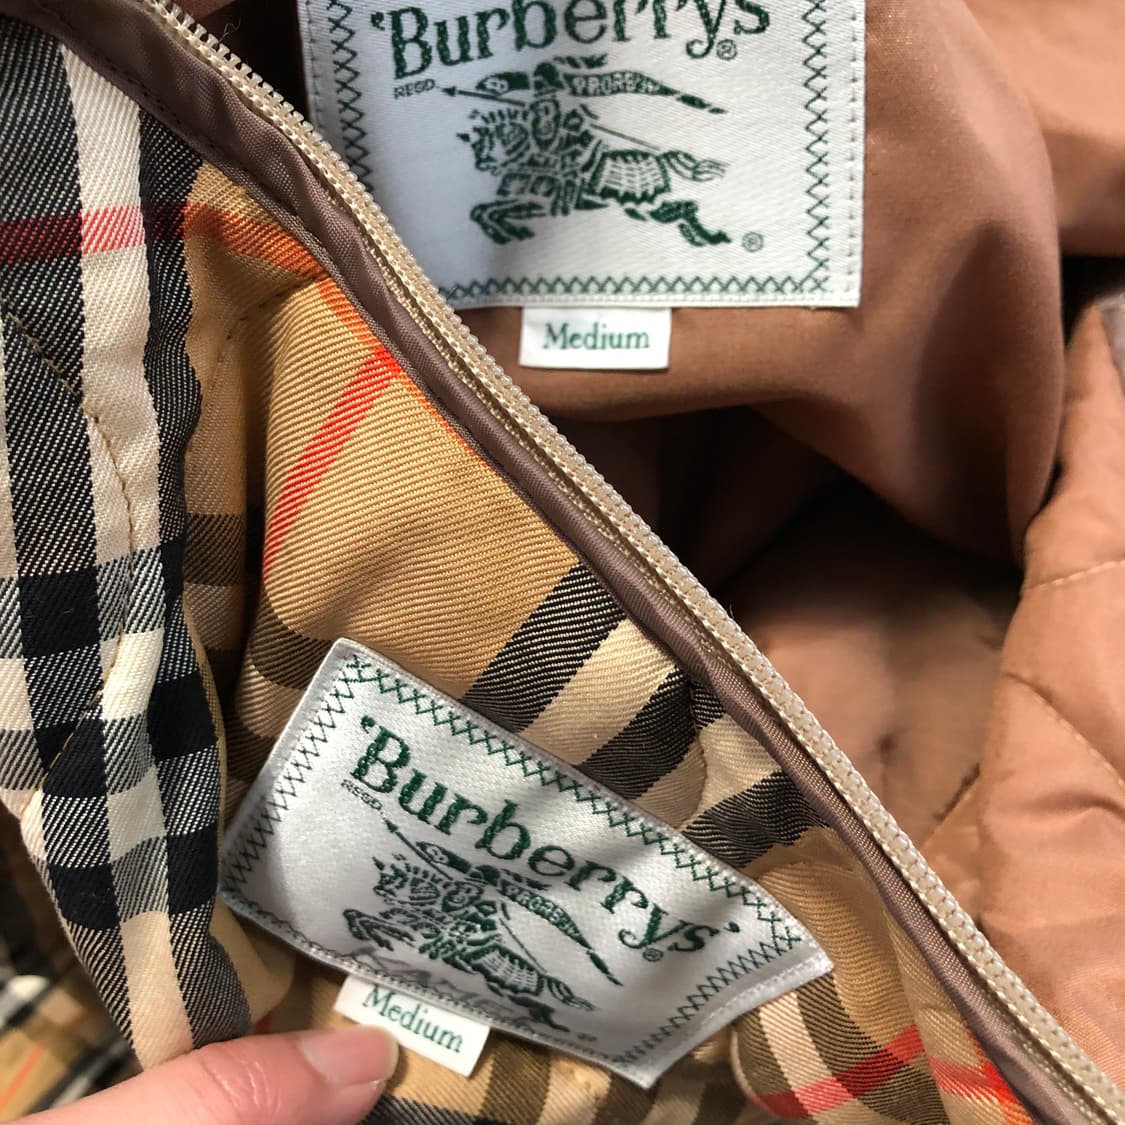 'Burberrys®
REGD.
PRORSUM
®
Medium
'Burberrys'®
REGD.
PRORSUM
®
Medium